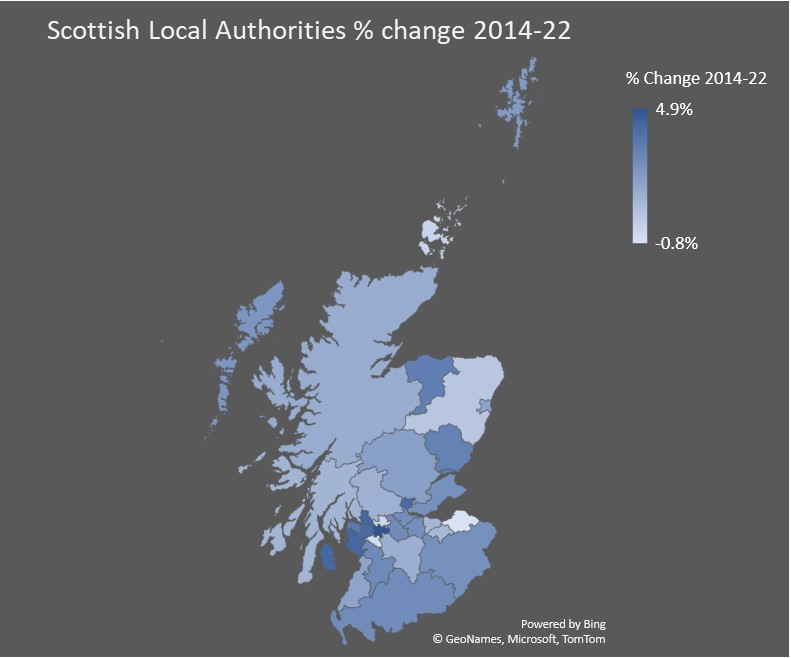 Scottish Local Authorities % change 2014-22
% Change 2014-22
4.9%
-0.8%
Powered by Bing
© GeoNames, Microsoft, TomTom